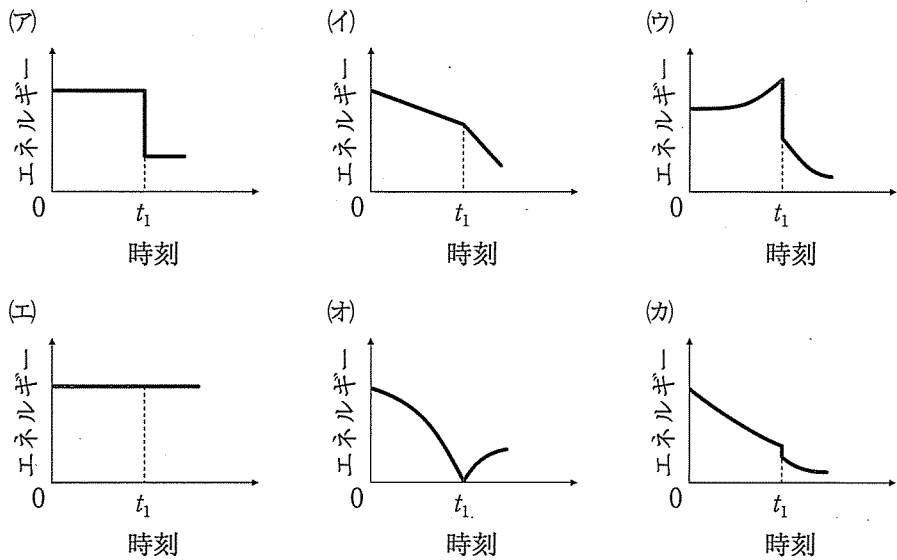 (ア)
エネルギー
0
t₁
時刻
(イ)
エネルギー
0
t₁
時刻
(ウ)
エネルギー
0
t₁
時刻
(エ)
エネルギー
0
t₁
時刻
(オ)
エネルギー
0
t₁.
時刻
(カ)
エネルギー
0
t₁
時刻